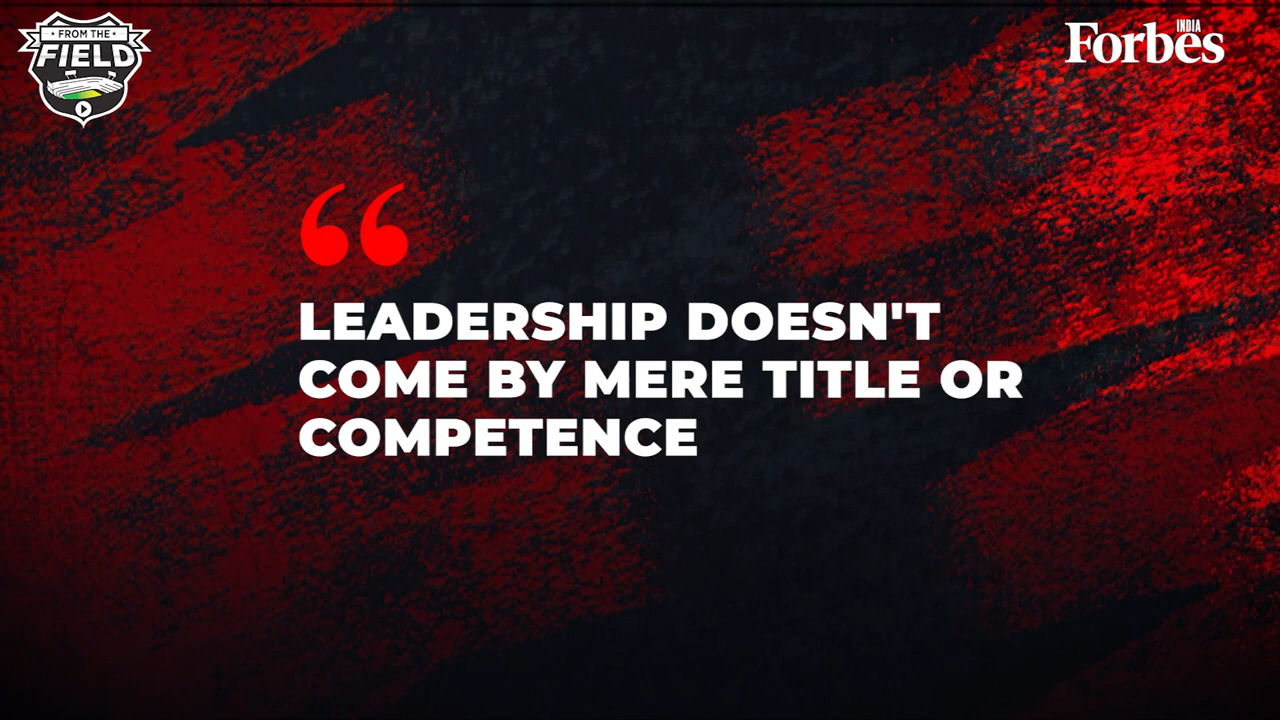 FROM THE
FIELD
Forbes
INDIA
“
LEADERSHIP DOESN'T
COME BY MERE TITLE OR
COMPETENCE